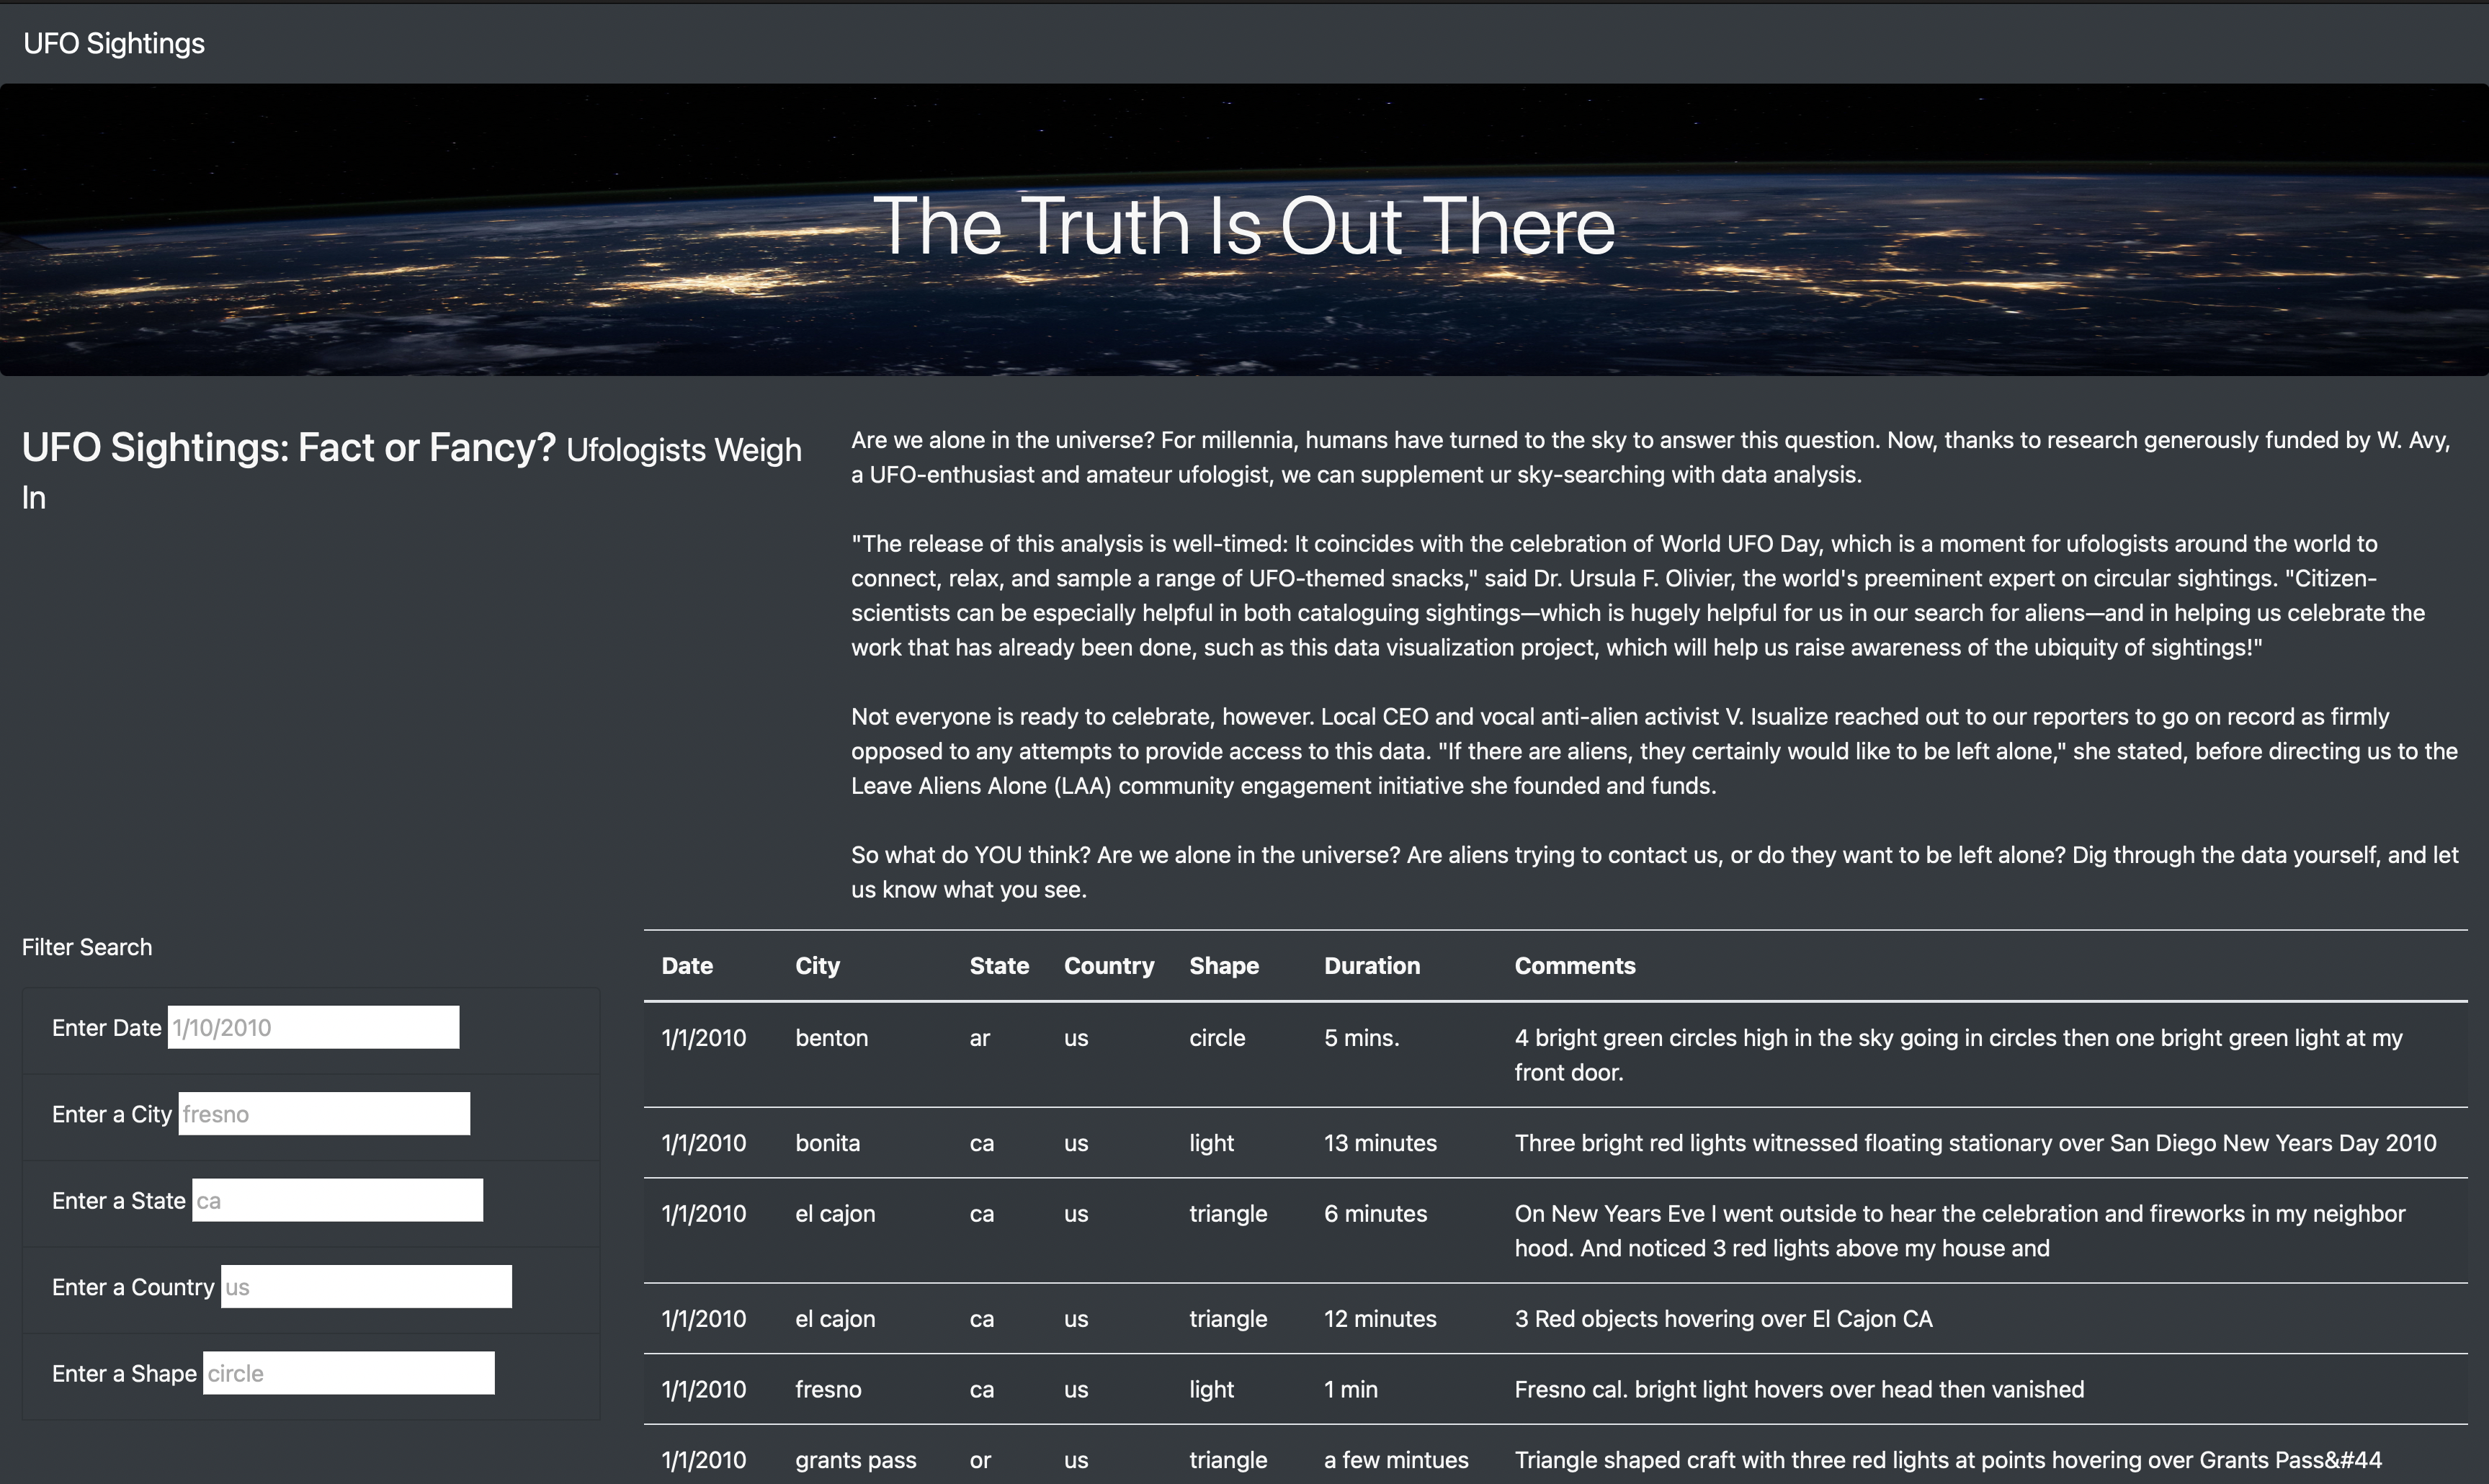 UFO Sightings
The Truth Is Out There
UFO Sightings: Fact or Fancy? Ufologists Weigh
In
Are we alone in the universe? For millennia, humans have turned to the sky to answer this question. Now, thanks to research generously funded by W. Avy,
a UFO-enthusiast and amateur ufologist, we can supplement ur sky-searching with data analysis.
"The release of this analysis is well-timed: It coincides with the celebration of World UFO Day, which is a moment for ufologists around the world to
connect, relax, and sample a range of UFO-themed snacks," said Dr. Ursula F. Olivier, the world's preeminent expert on circular sightings. "Citizen-
scientists can be especially helpful in both cataloguing sightings—which is hugely helpful for us in our search for aliens—and in helping us celebrate the
work that has already been done, such as this data visualization project, which will help us raise awareness of the ubiquity of sightings!"
Not everyone is ready to celebrate, however. Local CEO and vocal anti-alien activist V. Isualize reached out to our reporters to go on record as firmly
opposed to any attempts to provide access to this data. "If there are aliens, they certainly would like to be left alone," she stated, before directing us to the
Leave Aliens Alone (LAA) community engagement initiative she founded and funds.
So what do YOU think? Are we alone in the universe? Are aliens trying to contact us, or do they want to be left alone? Dig through the data yourself, and let
us know what you see.
Filter Search
Enter Date 1/10/2010
Enter a City fresno
Enter a State ca
Enter a Country us
Enter a Shape circle
Date City State Country Shape Duration Comments
1/1/2010 benton ar us circle 5 mins. 4 bright green circles high in the sky going in circles then one bright green light at my
front door.
1/1/2010 bonita ca us light 13 minutes Three bright red lights witnessed floating stationary over San Diego New Years Day 2010
1/1/2010 el cajon ca us triangle 6 minutes On New Years Eve I went outside to hear the celebration and fireworks in my neighbor
hood. And noticed 3 red lights above my house and
1/1/2010 el cajon ca us triangle 12 minutes 3 Red objects hovering over El Cajon CA
1/1/2010 fresno ca us light 1 min Fresno cal. bright light hovers over head then vanished
1/1/2010 grants pass or us triangle a few mintues Triangle shaped craft with three red lights at points hovering over Grants Pass&#44